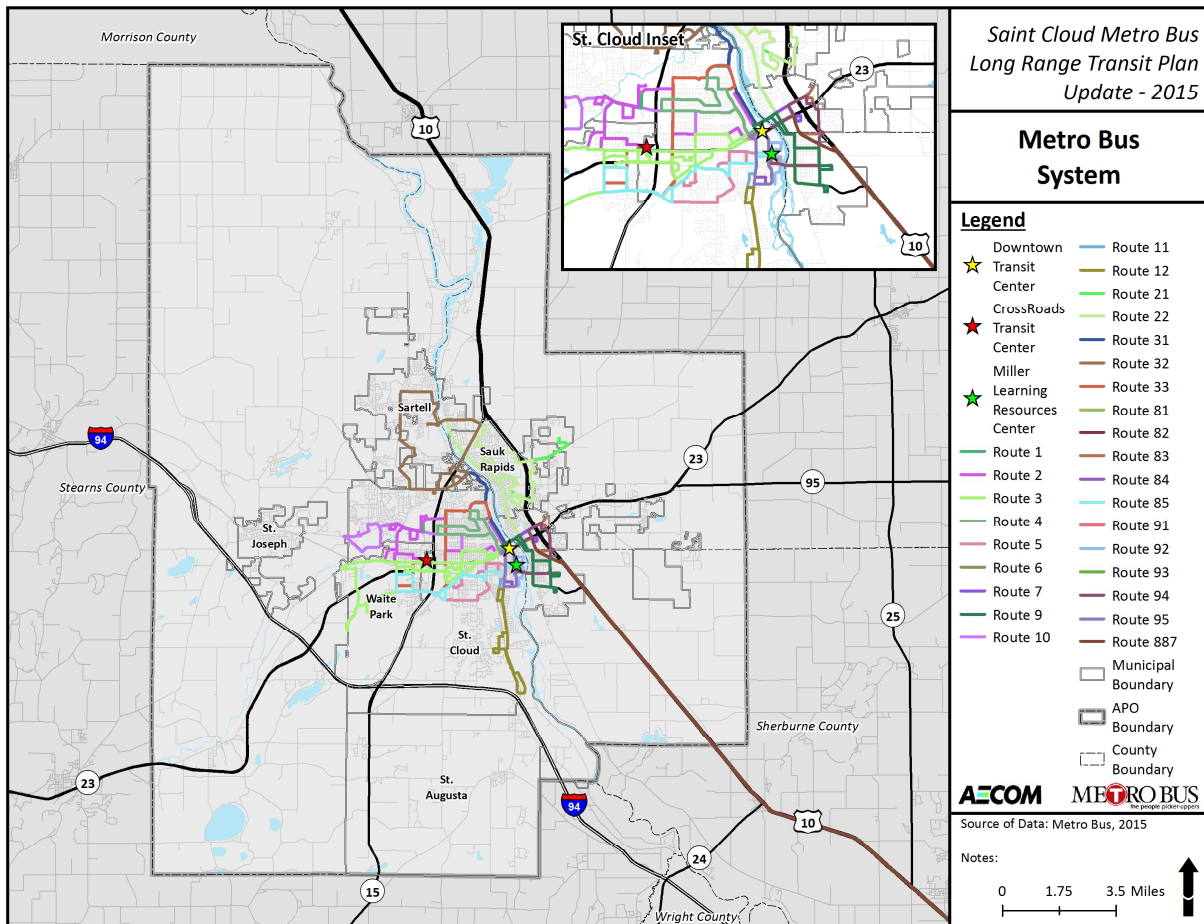 Morrison County
10
St. Cloud Inset
23
10
Sartell
Sauk
Rapids
94
Stearns County
23
95
St.
Joseph
Waite
Park
St.
Cloud
25
Sherburne County
23
St.
Augusta
94
10
24
15
Wright County
Saint Cloud Metro Bus
Long Range Transit Plan
Update - 2015
Metro Bus
System
Legend
Downtown
Transit
Center
CrossRoads
Transit
Center
Miller
Learning
Resources
Center
Route 1
Route 2
Route 3
Route 4
Route 5
Route 6
Route 7
Route 9
Route 10
Route 11
Route 12
Route 21
Route 22
Route 31
Route 32
Route 33
Route 81
Route 82
Route 83
Route 84
Route 85
Route 91
Route 92
Route 93
Route 94
Route 95
Route 887
Municipal
Boundary
APO
Boundary
County
Boundary
AECOM
METRO BUS
the people picker-uppers
Source of Data: Metro Bus, 2015
Notes:
0 1.75 3.5 Miles